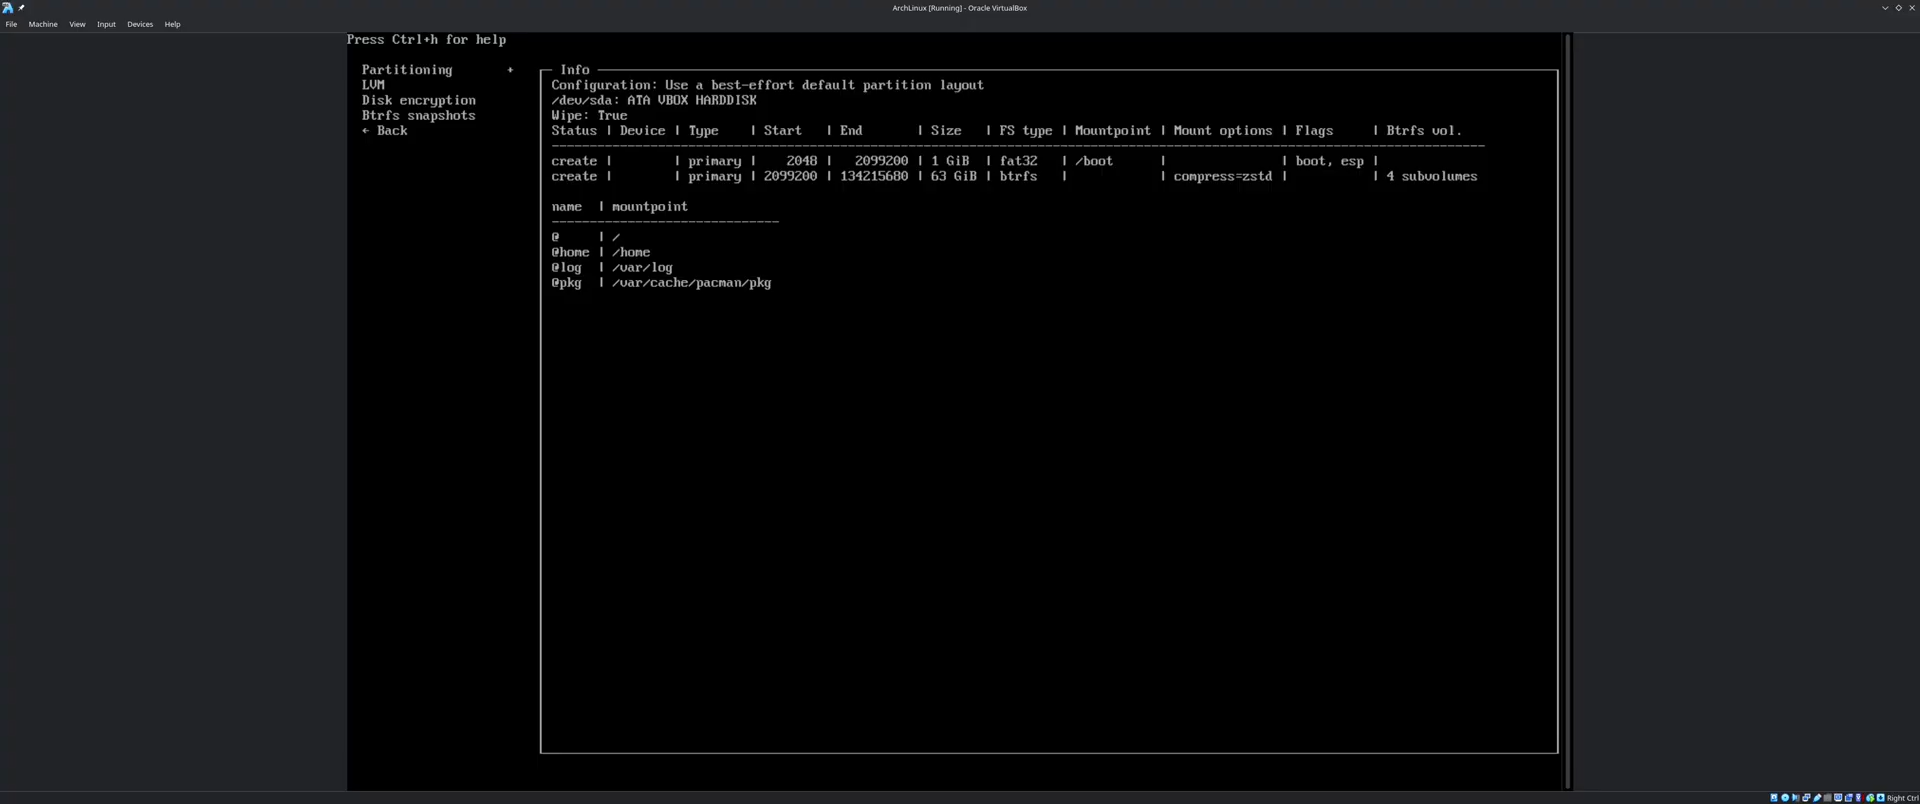 ArchLinux [Running] - Oracle VirtualBox
File Machine View Input Devices Help
Press Ctrl+h for help
Partitioning +
LVM
Disk encryption
Btrfs snapshots
← Back
Info
Configuration: Use a best-effort default partition layout
/dev/sda: ATA VBOX HARDDISK
Wipe: True
Status | Device | Type | Start | End | Size | FS type | Mountpoint | Mount options | Flags | Btrfs vol.
create | | primary | 2048 | 2099200 | 1 GiB | fat32 | /boot | | boot, esp |
create | | primary | 2099200 | 134215680 | 63 GiB | btrfs | | compress=zstd | | 4 subvolumes
name | mountpoint
@ | /
@home | /home
@log | /var/log
@pkg | /var/cache/pacman/pkg
Right Ctrl